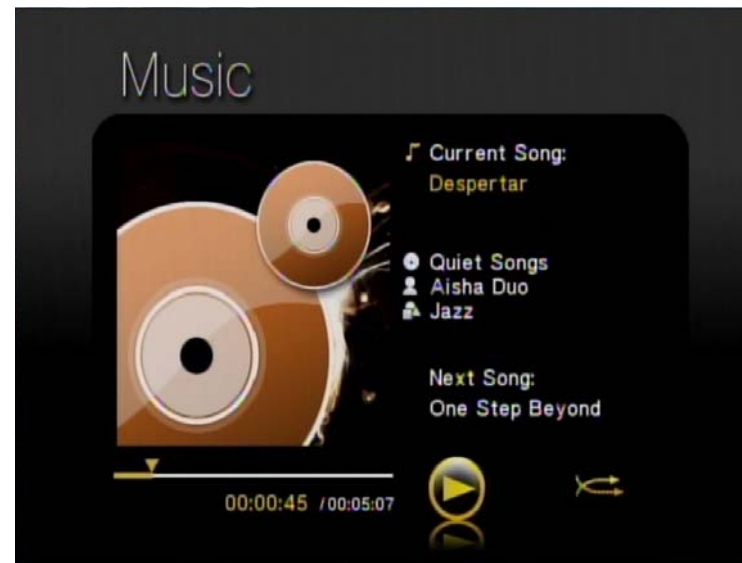 Music
Current Song:
Despertar
Quiet Songs
Aisha Duo
Jazz
Next Song:
One Step Beyond
00:00:45 /00:05:07